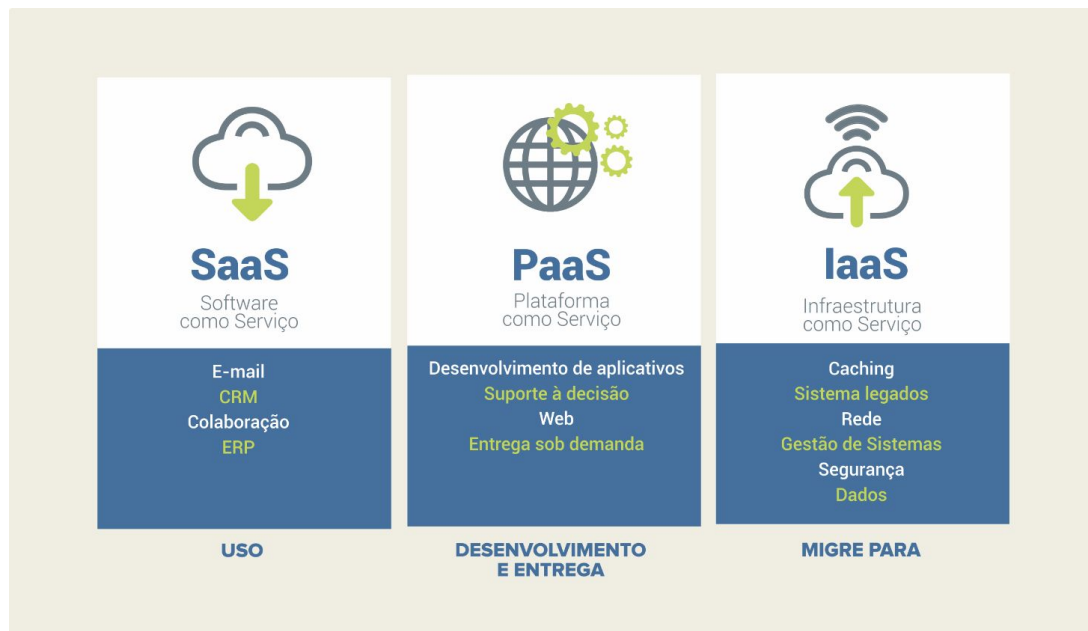 SaaS
Software
como Serviço
E-mail
CRM
Colaboração
ERP
USO
PaaS
Plataforma
como Serviço
Desenvolvimento de aplicativos
Suporte à decisão
Web
Entrega sob demanda
DESENVOLVIMENTO
E ENTREGA
IaaS
Infraestrutura
como Serviço
Caching
Sistema legados
Rede
Gestão de Sistemas
Segurança
Dados
MIGRE PARA